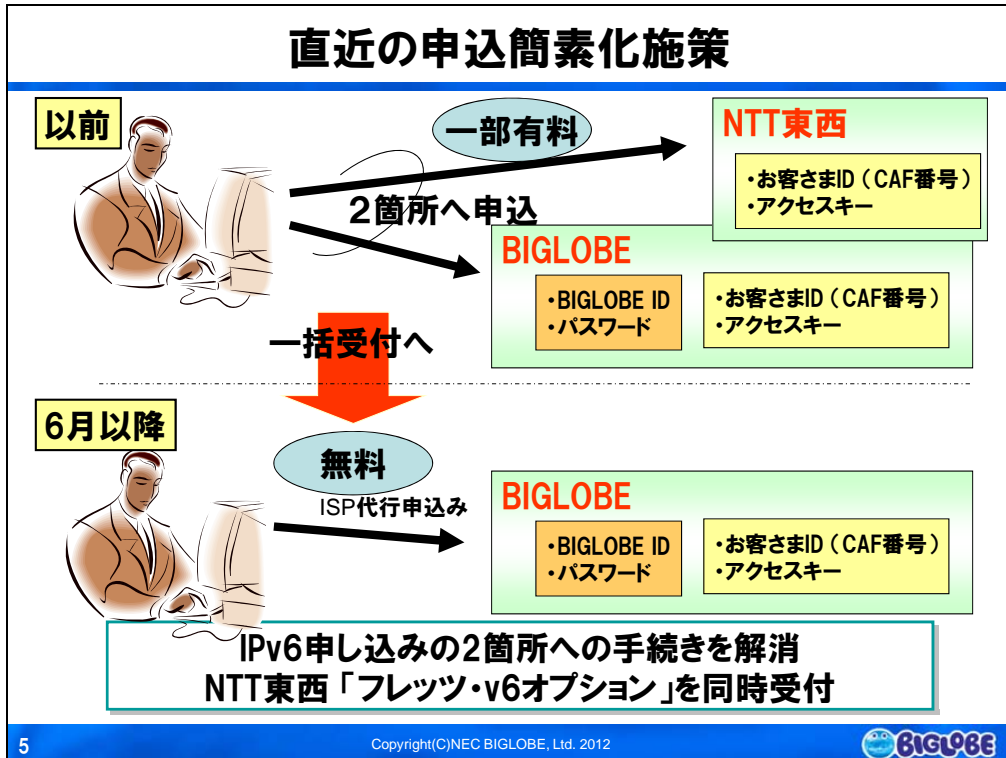 直近の申込簡素化施策
以前
一部有料
2箇所へ申込
NTT東西
・お客さまID(CAF番号)
・アクセスキー
BIGLOBE
・BIGLOBE ID
・パスワード
・お客さまID(CAF番号)
・アクセスキー
一括受付へ
6月以降
無料
ISP代行申込み
BIGLOBE
・BIGLOBE ID
・パスワード
・お客さまID(CAF番号)
・アクセスキー
IPv6申し込みの2箇所への手続きを解消
NTT東西「フレッツ・v6オプション」を同時受付
5
Copyright(C)NEC BIGLOBE, Ltd. 2012
BIGLOBE